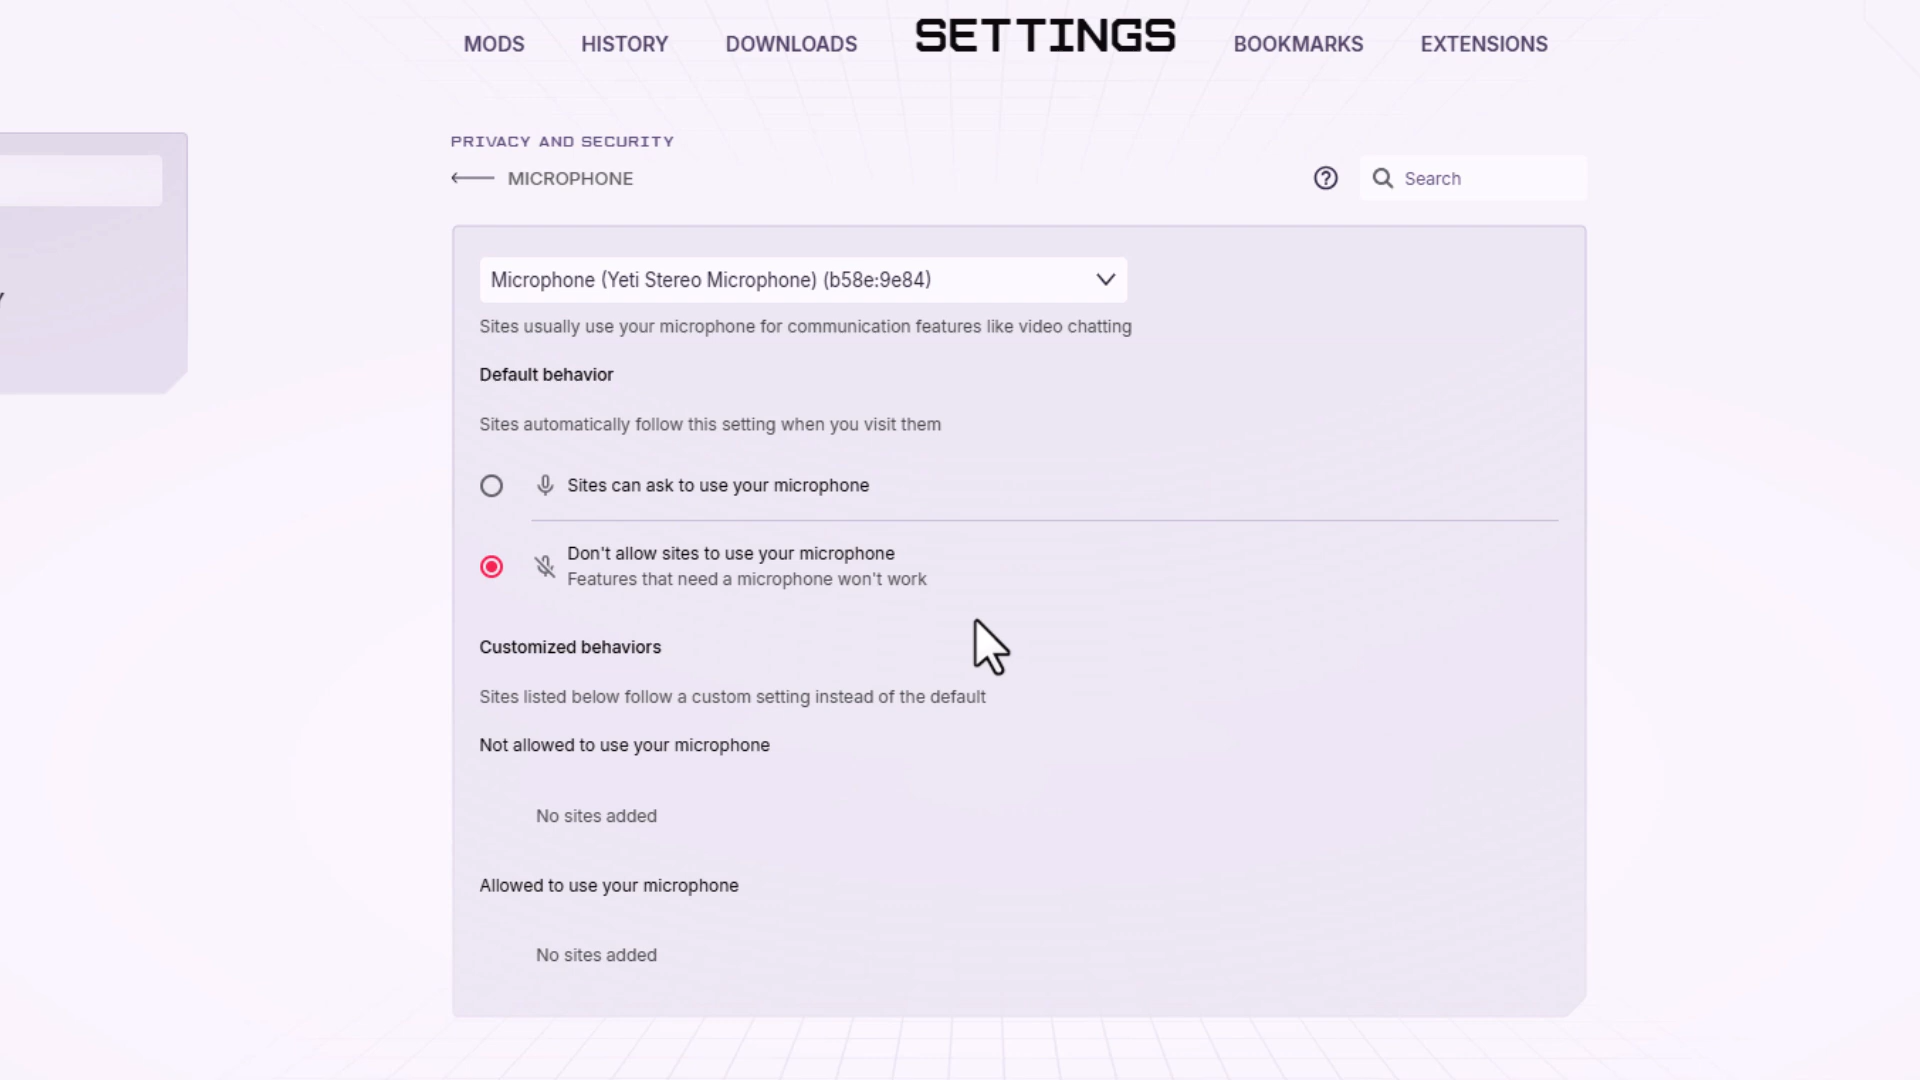 MODS
HISTORY
DOWNLOADS
SETTINGS
BOOKMARKS
EXTENSIONS
PRIVACY AND SECURITY
MICROPHONE
Search
Microphone (Yeti Stereo Microphone) (b58e:9e84)
Sites usually use your microphone for communication features like video chatting
Default behavior
Sites automatically follow this setting when you visit them
Sites can ask to use your microphone
Don't allow sites to use your microphone
Features that need a microphone won't work
Customized behaviors
Sites listed below follow a custom setting instead of the default
Not allowed to use your microphone
No sites added
Allowed to use your microphone
No sites added